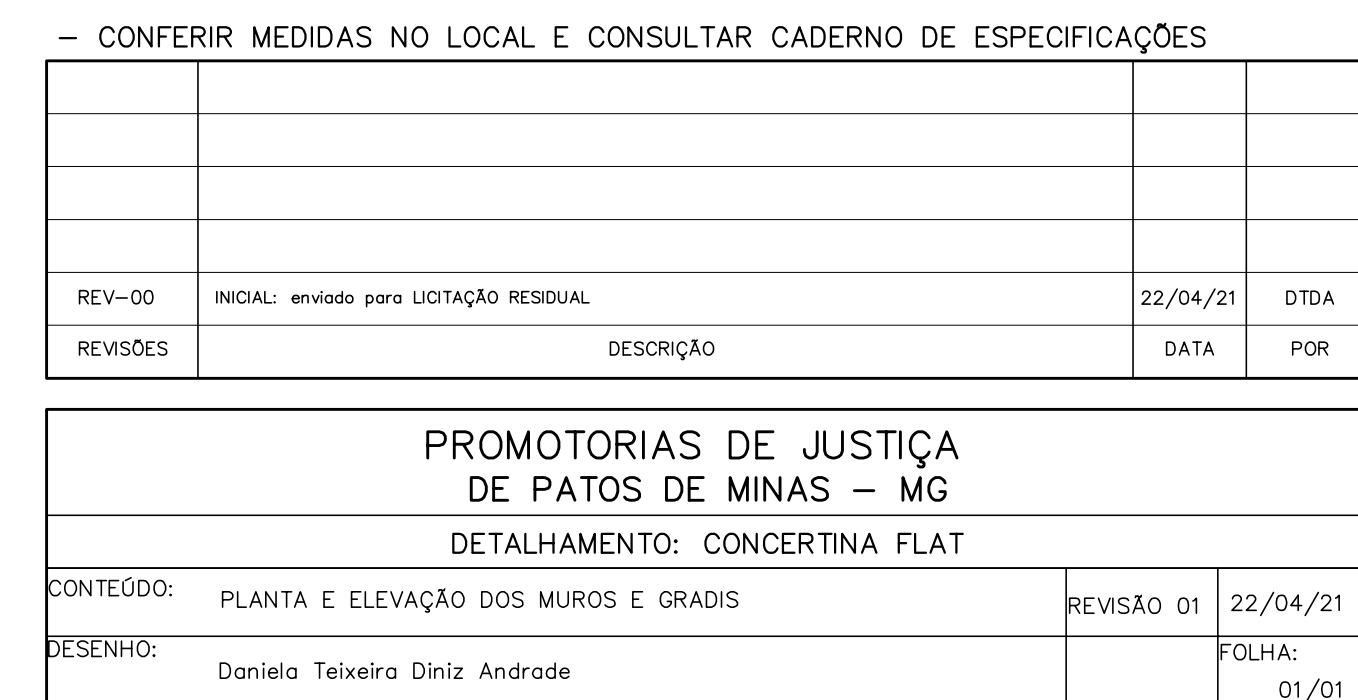 — CONFERIR MEDIDAS NO LOCAL E CONSULTAR CADERNO DE ESPECIFICAÇÕES
REV—00 INICIAL: enviado para LICITAÇÃO RESIDUAL 22/04/21 DTDA
REVISÕES DESCRIÇÃO DATA POR
PROMOTORIAS DE JUSTIÇA
DE PATOS DE MINAS — MG
DETALHAMENTO: CONCERTINA FLAT
CONTEÚDO: PLANTA E ELEVAÇÃO DOS MUROS E GRADIS REVISÃO 01 22/04/21
DESENHO: Daniela Teixeira Diniz Andrade FOLHA:
01/01